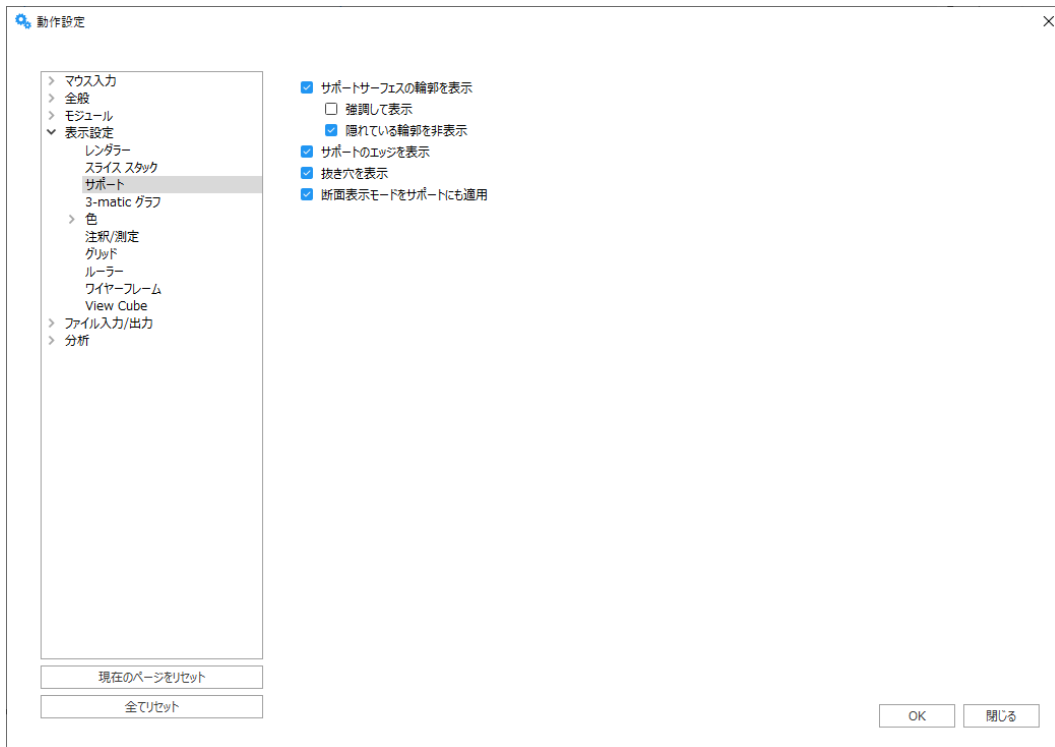 動作設定
マウス入力
全般
モジュール
表示設定
レンダラー
スライス スタック
サポート
3-matic グラフ
色
注釈/測定
グリッド
ルーラー
ワイヤーフレーム
View Cube
ファイル入力/出力
分析
現在のページをリセット
全てリセット
サポートサーフェスの輪郭を表示
強調して表示
隠れている輪郭を非表示
サポートのエッジを表示
抜き穴を表示
断面表示モードをサポートにも適用
OK
閉じる